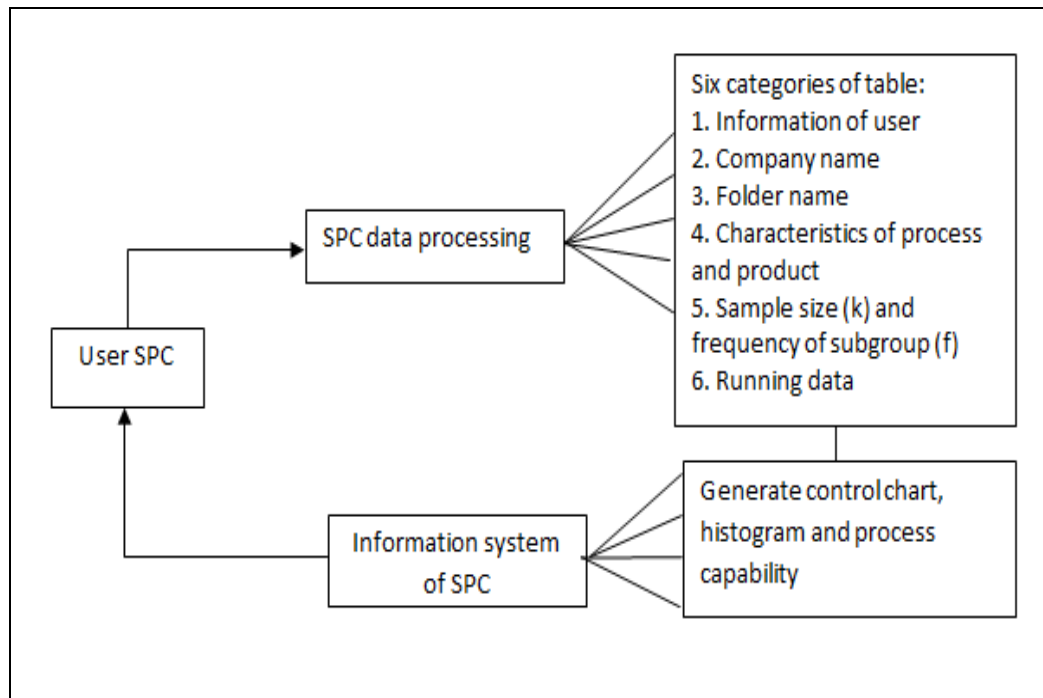 Six categories of table:
1. Information of user
2. Company name
3. Folder name
4. Characteristics of process
and product
5. Sample size (k) and
frequency of subgroup (f)
6. Running data
SPC data processing
User SPC
Generate control chart,
histogram and process
capability
Information system
of SPC